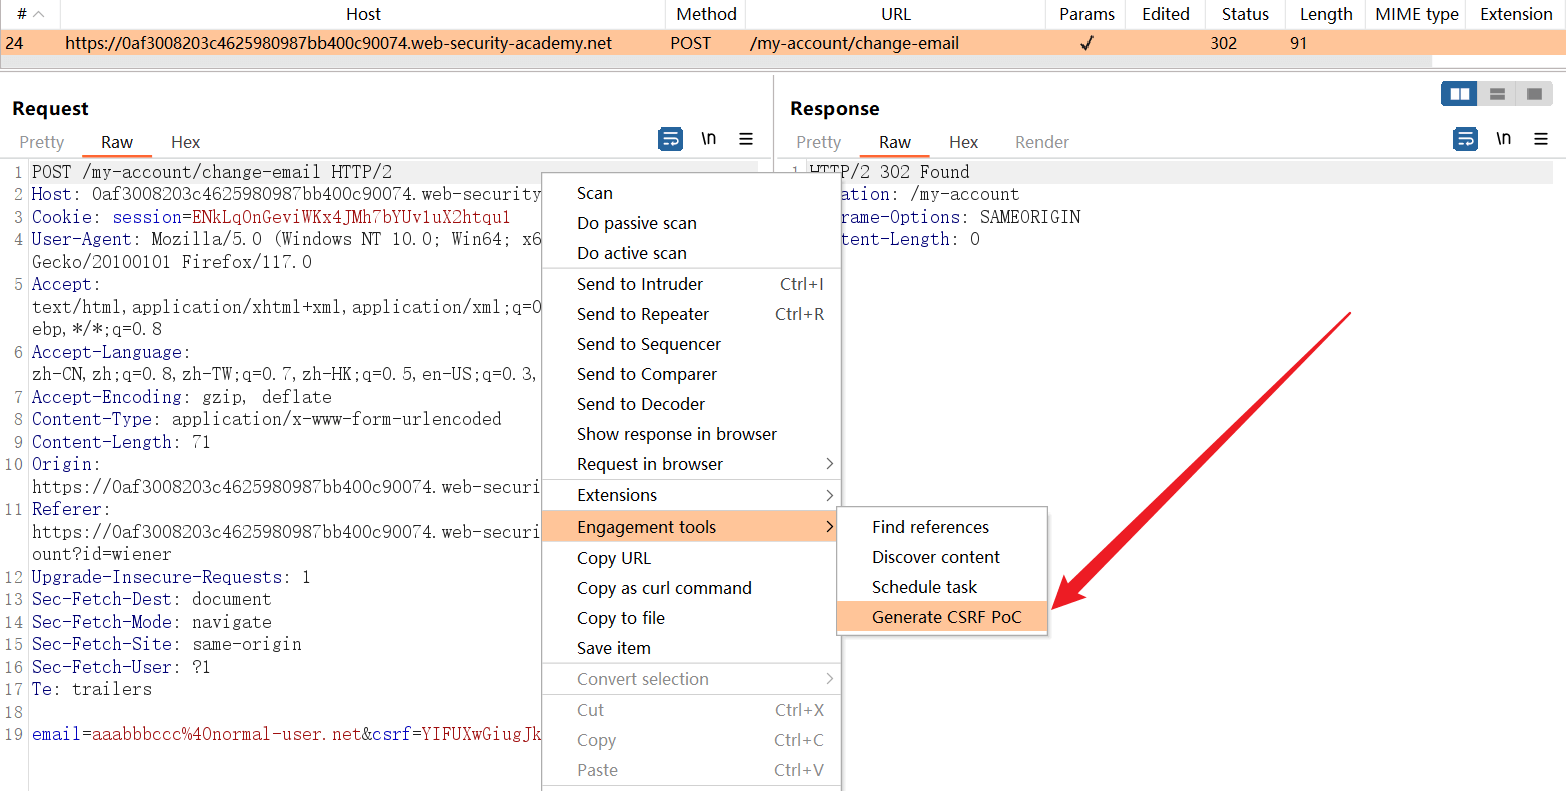 # Host Method URL Params Edited Status Length MIME type Extension
24 https://0af3008203c4625980987bb400c90074.web-security-academy.net POST /my-account/change-email ✓ 302 91
Request
Pretty Raw Hex
\n
1 POST /my-account/change-email HTTP/2
2 Host: 0af3008203c4625980987bb400c90074.web-security
3 Cookie: session=ENkLqOnGeviWKx4JMh7bYUv1uX2htqu1
4 User-Agent: Mozilla/5.0 (Windows NT 10.0; Win64; x6
Gecko/20100101 Firefox/117.0
5 Accept:
text/html,application/xhtml+xml,application/xml;q=0
ebp,*/*;q=0.8
6 Accept-Language:
zh-CN,zh;q=0.8,zh-TW;q=0.7,zh-HK;q=0.5,en-US;q=0.3,
7 Accept-Encoding: gzip, deflate
8 Content-Type: application/x-www-form-urlencoded
9 Content-Length: 71
10 Origin:
https://0af3008203c4625980987bb400c90074.web-securi
11 Referer:
https://0af3008203c4625980987bb400c90074.web-securi
ount?id=wiener
12 Upgrade-Insecure-Requests: 1
13 Sec-Fetch-Dest: document
14 Sec-Fetch-Mode: navigate
15 Sec-Fetch-Site: same-origin
16 Sec-Fetch-User: ?1
17 Te: trailers
18
19 email=aaabbbccc%40normal-user.net&csrf=YIFUXwGiugJk
Scan
Do passive scan
Do active scan
Send to Intruder Ctrl+I
Send to Repeater Ctrl+R
Send to Sequencer
Send to Comparer
Send to Decoder
Show response in browser
Request in browser
Extensions
Engagement tools
Copy URL
Copy as curl command
Copy to file
Save item
Convert selection
Cut Ctrl+X
Copy Ctrl+C
Paste Ctrl+V
Find references
Discover content
Schedule task
Generate CSRF PoC
Response
Pretty Raw Hex Render
\n
1 HTTP/2 302 Found
ation: /my-account
rame-Options: SAMEORIGIN
tent-Length: 0